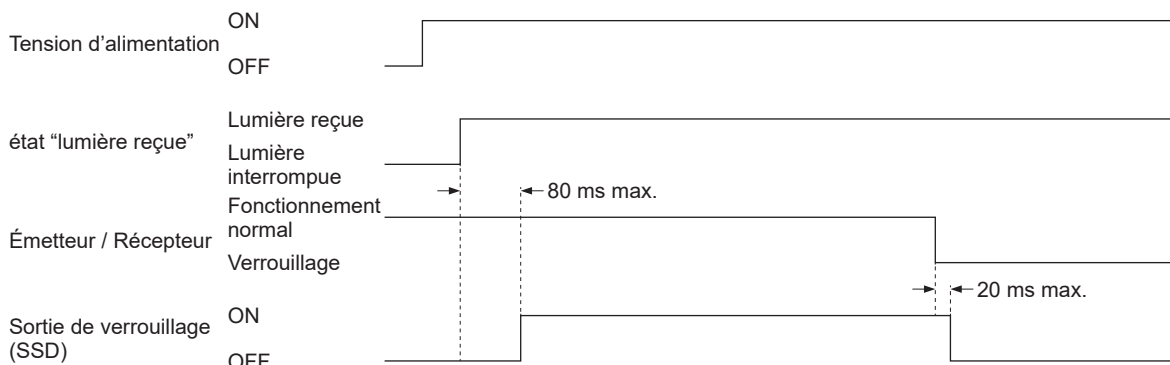 ON
Tension d’alimentation
OFF
Lumière reçue
état “lumière reçue”
Lumière
interrompue
80 ms max.
Fonctionnement
normal
Émetteur / Récepteur
Verrouillage
20 ms max.
ON
Sortie de verrouillage
(SSD)
OFF